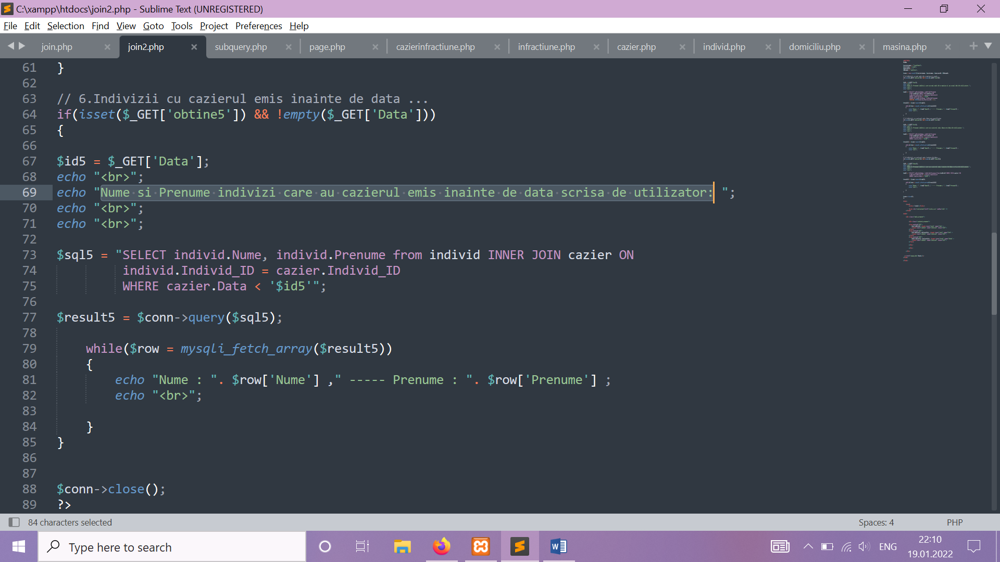 C:\xampp\htdocs\join2.php - Sublime Text (UNREGISTERED)
File Edit Selection Find View Goto Tools Project Preferences Help
join.php join2.php subquery.php page.php cazierinfractiune.php infractiune.php cazier.php individ.php domiciliu.php masina.php
61 }
62
63 // 6.Indivizii cu cazierul emis inainte de data ...
64 if(isset($_GET['obtine5']) && !empty($_GET['Data']))
65 {
66
67 $id5 = $_GET['Data'];
68 echo "<br>";
69 echo "Nume si Prenume indivizi care au cazierul emis inainte de data scrisa de utilizator: ";
70 echo "<br>";
71 echo "<br>";
72
73 $sql5 = "SELECT individ.Nume, individ.Prenume from individ INNER JOIN cazier ON
74 individ.Individ_ID = cazier.Individ_ID
75 WHERE cazier.Data < '$id5'";
76
77 $result5 = $conn->query($sql5);
78
79 while($row = mysqli_fetch_array($result5))
80 {
81 echo "Nume : ". $row['Nume'] ," ----- Prenume : ". $row['Prenume'] ;
82 echo "<br>";
83
84 }
85 }
86
87
88 $conn->close();
89 ?>
84 characters selected Spaces: 4 PHP
Type here to search ENG 22:10
19.01.2022